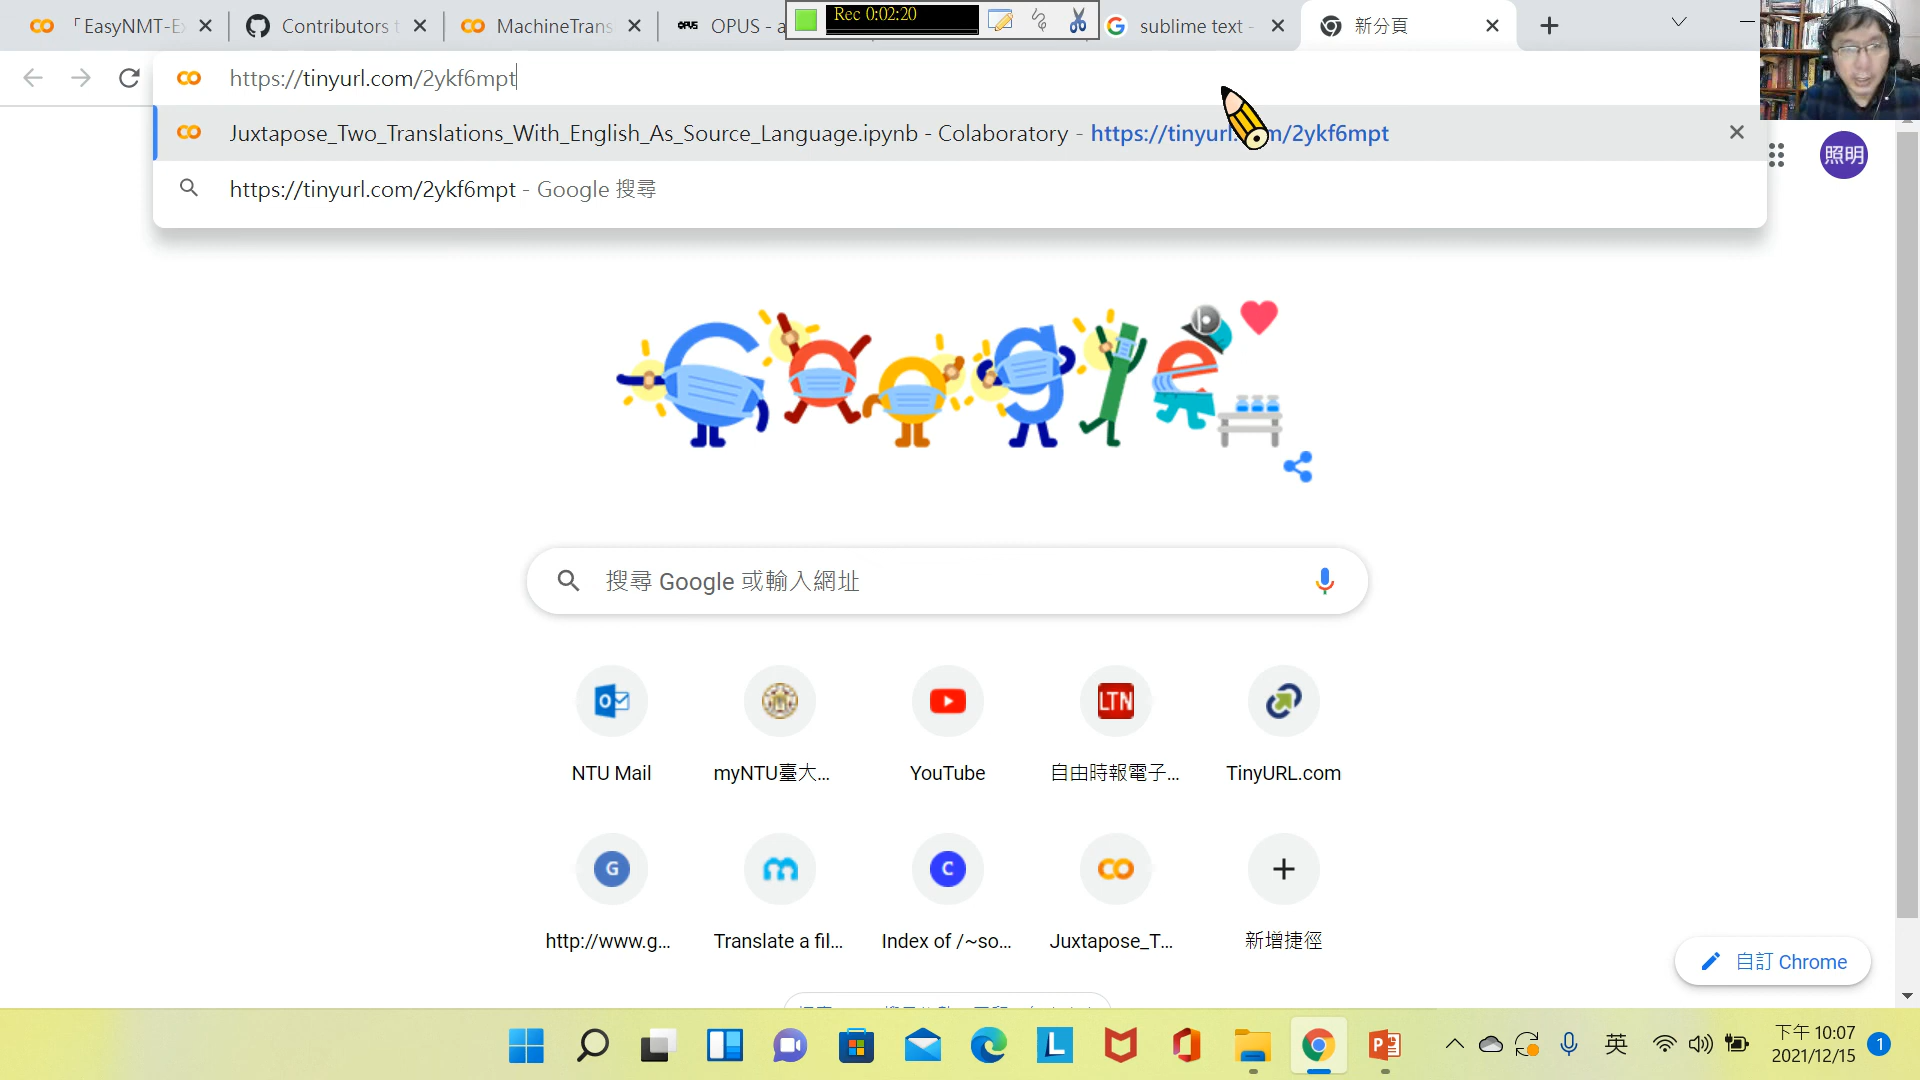 「EasyNMT-Ex
Contributors t
MachineTrans
OPUS
OPUS - a
Rec 0:02:20
sublime text -
新分頁
https://tinyurl.com/2ykf6mpt
Juxtapose_Two_Translations_With_English_As_Source_Language.ipynb - Colaboratory - https://tinyurl.com/2ykf6mpt
https://tinyurl.com/2ykf6mpt - Google 搜尋
照明
Google
搜尋 Google 或輸入網址
LTN
NTU Mail
myNTU臺大...
YouTube
自由時報電子...
TinyURL.com
G
C
http://www.g...
Translate a fil...
Index of /~so...
Juxtapose_T...
新增捷徑
自訂 Chrome
英
下午 10:07
2021/12/15
1